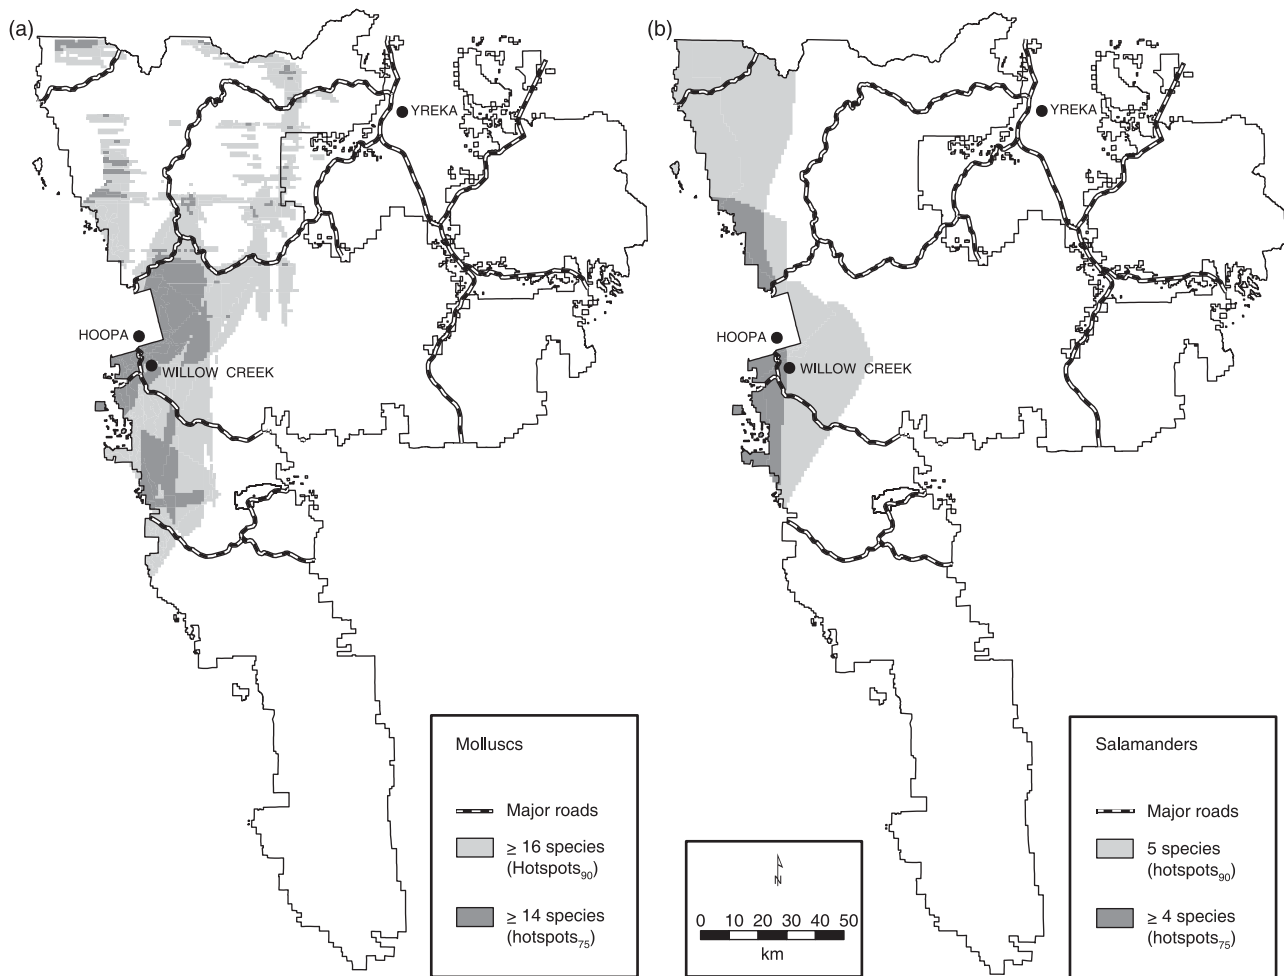 (a)
YREKA
HOOPA
WILLOW CREEK
Molluscs
Major roads
≥ 16 species
(Hotspots90)
≥ 14 species
(hotspots75)
(b)
YREKA
HOOPA
WILLOW CREEK
N
0 10 20 30 40 50
km
Salamanders
Major roads
5 species
(hotspots90)
≥ 4 species
(hotspots75)